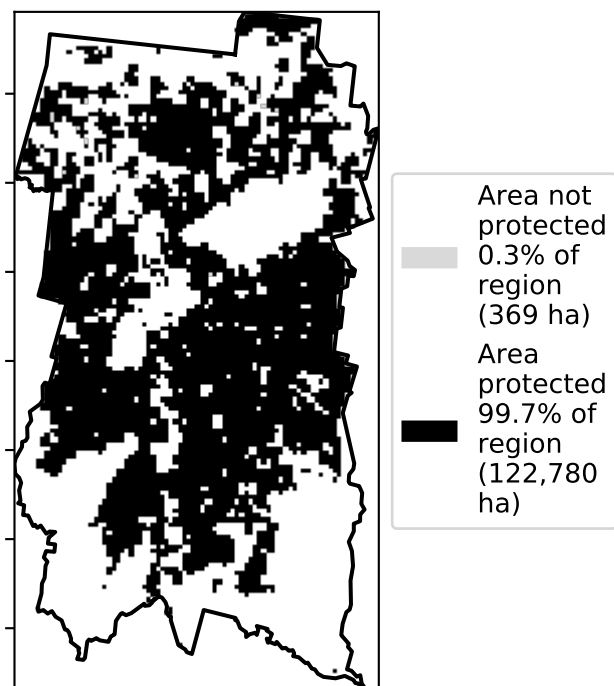 Area not
protected
0.3% of
region
(369 ha)
Area
protected
99.7% of
region
(122,780
ha)